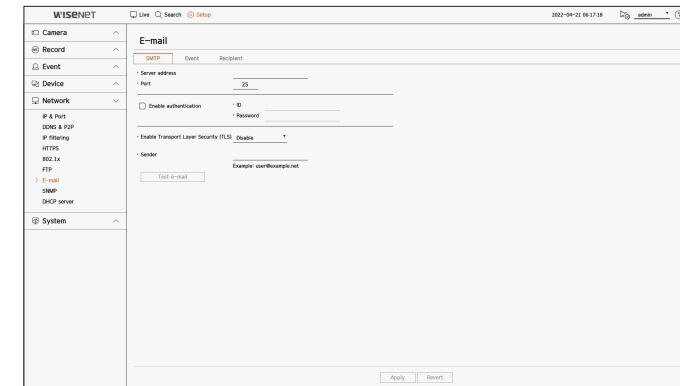 WISENET
Live Search Setup
2022-04-21 06:17:18 admin
Camera
Record
Event
Device
Network
IP & Port
DDNS & P2P
IP filtering
HTTPS
802.1x
FTP
> E-mail
SNMP
DHCP server
System
E-mail
SMTP Event Recipient
• Server address
• Port 25
Enable authentication • ID
• Password
• Enable Transport Layer Security (TLS) Disable
• Sender
Example: user@example.net
Test e-mail
Apply Revert